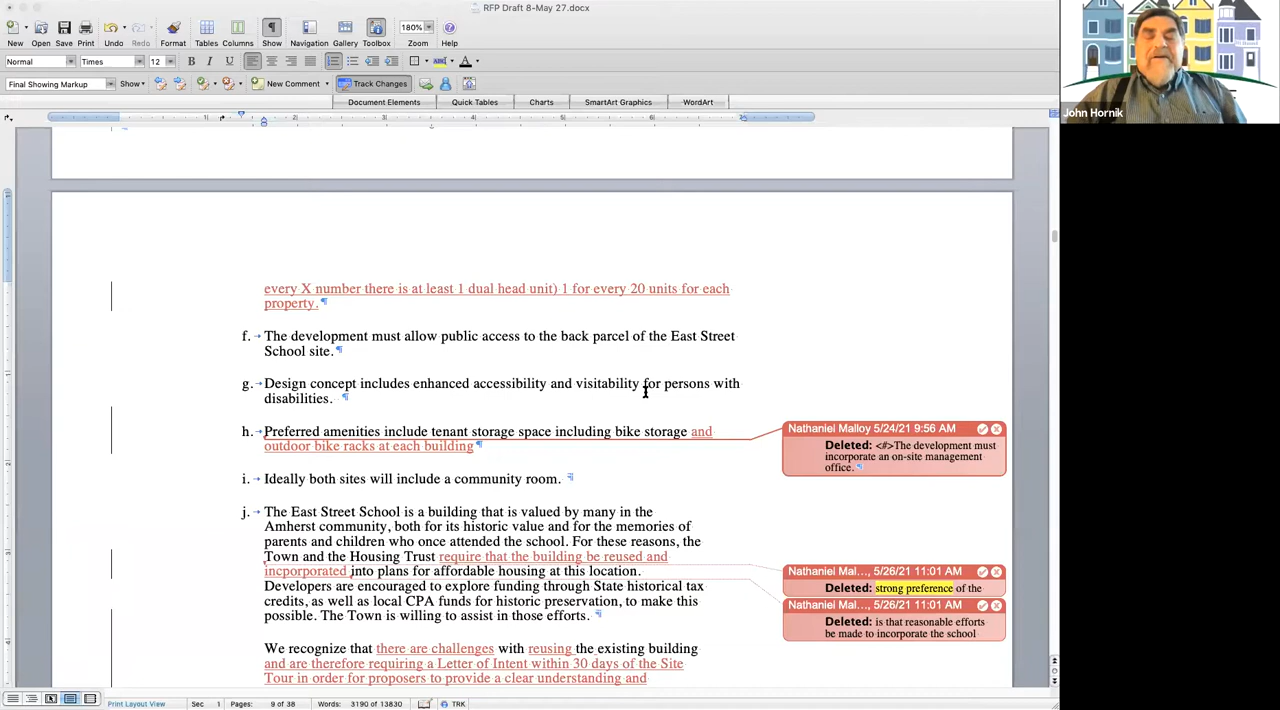 RFP Draft 8-May 27.docx
180%
New Open Save Print Undo Redo Format Tables Columns Show Navigation Gallery Toolbox Zoom Help
Normal Times 12 B I U
Final Showing Markup Show New Comment Track Changes
Document Elements Quick Tables Charts SmartArt Graphics WordArt
John Hornik
every X number there is at least 1 dual head unit) 1 for every 20 units for each
property.
f. The development must allow public access to the back parcel of the East Street
School site.
g. Design concept includes enhanced accessibility and visitability for persons with
disabilities.
h. Preferred amenities include tenant storage space including bike storage and
outdoor bike racks at each building
Nathaniel Malloy 5/24/21 9:56 AM
Deleted: <#>The development must
incorporate an on-site management
office.
i. Ideally both sites will include a community room.
j. The East Street School is a building that is valued by many in the
Amherst community, both for its historic value and for the memories of
parents and children who once attended the school. For these reasons, the
Town and the Housing Trust require that the building be reused and
incporporated into plans for affordable housing at this location.
Developers are encouraged to explore funding through State historical tax
credits, as well as local CPA funds for historic preservation, to make this
possible. The Town is willing to assist in those efforts.
Nathaniel Mal..., 5/26/21 11:01 AM
Deleted: strong preference of the
Nathaniel Mal..., 5/26/21 11:01 AM
Deleted: is that reasonable efforts
be made to incorporate the school
We recognize that there are challenges with reusing the existing building
and are therefore requiring a Letter of Intent within 30 days of the Site
Tour in order for proposers to provide a clear understanding and
Print Layout View Sec 1 Pages: 9 of 38 Words: 90 of 13830 TRK